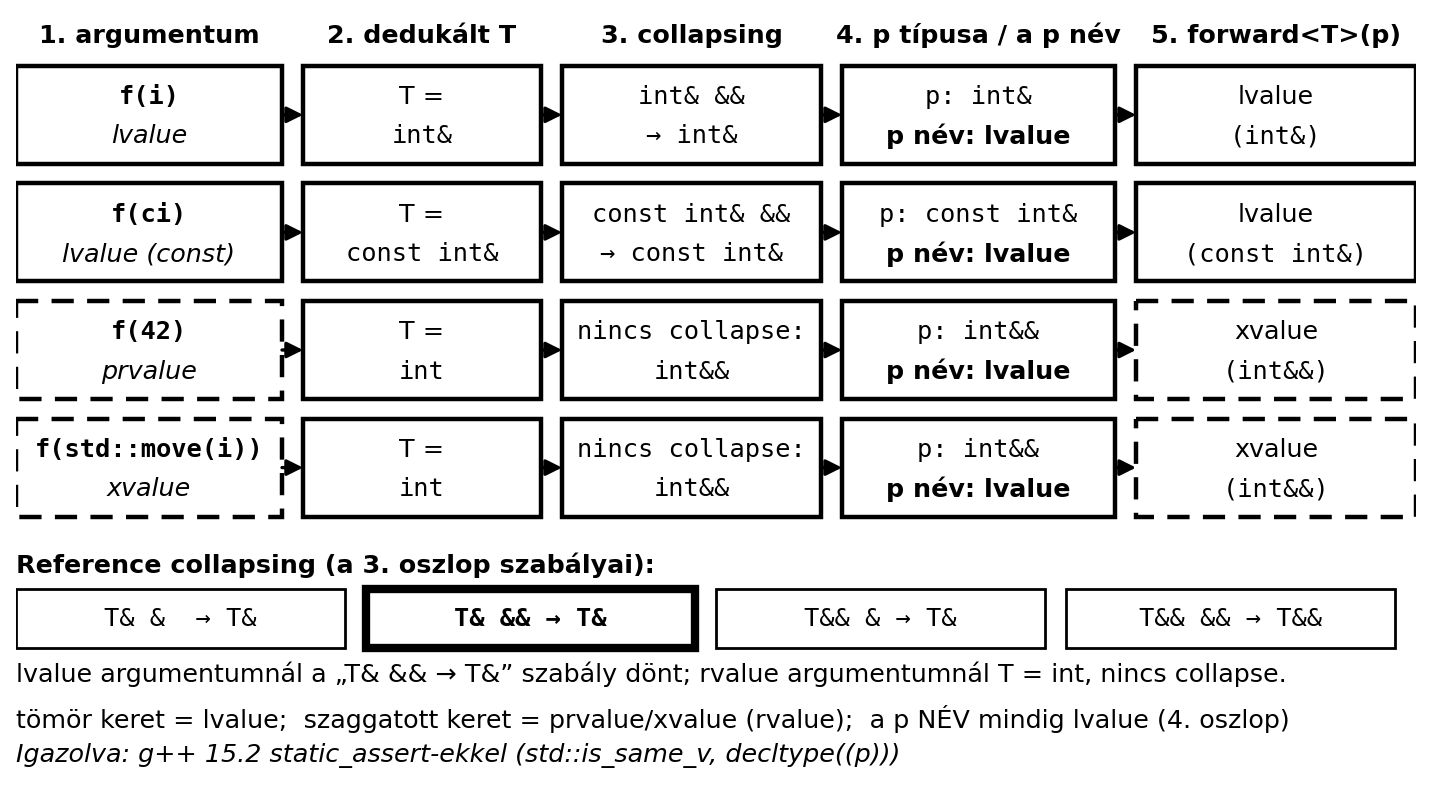 1. argumentum 2. dedukált T 3. collapsing 4. p típusa / a p név 5. forward<T>(p)
f(i) T = int& && p: int& lvalue
lvalue int& → int& p név: lvalue (int&)
f(ci) T = const int& && p: const int& lvalue
lvalue (const) const int& → const int& p név: lvalue (const int&)
f(42) T = nincs collapse: p: int&& xvalue
prvalue int int&& p név: lvalue (int&&)
f(std::move(i)) T = nincs collapse: p: int&& xvalue
xvalue int int&& p név: lvalue (int&&)
Reference collapsing (a 3. oszlop szabályai):
T& & → T& T& && → T& T&& & → T& T&& && → T&&
lvalue argumentumnál a „T& && → T&” szabály dönt; rvalue argumentumnál T = int, nincs collapse.
tömör keret = lvalue; szaggatott keret = prvalue/xvalue (rvalue); a p NÉV mindig lvalue (4. oszlop)
Igazolva: g++ 15.2 static_assert-ekkel (std::is_same_v, decltype((p)))